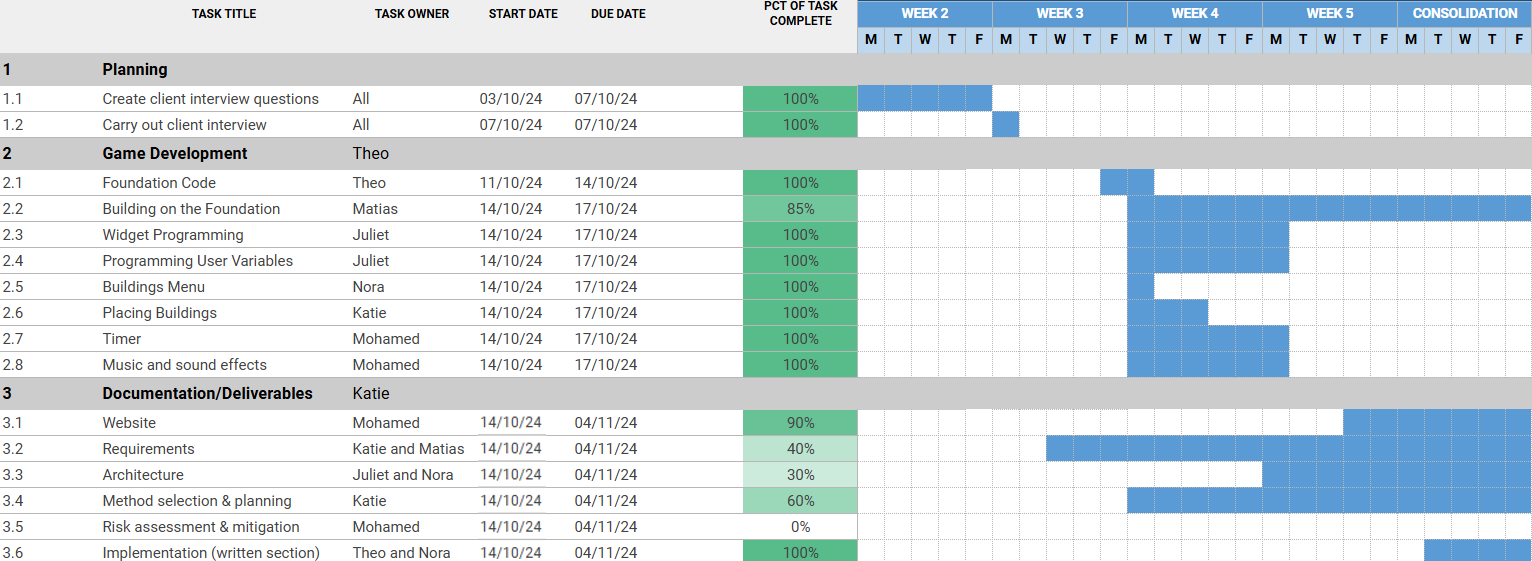 TASK TITLE TASK OWNER START DATE DUE DATE PCT OF TASK COMPLETE WEEK 2 WEEK 3 WEEK 4 WEEK 5 CONSOLIDATION
M T W T F M T W T F M T W T F M T W T F M T W T F
1 Planning
1.1 Create client interview questions All 03/10/24 07/10/24 100%
1.2 Carry out client interview All 07/10/24 07/10/24 100%
2 Game Development Theo
2.1 Foundation Code Theo 11/10/24 14/10/24 100%
2.2 Building on the Foundation Matias 14/10/24 17/10/24 85%
2.3 Widget Programming Juliet 14/10/24 17/10/24 100%
2.4 Programming User Variables Juliet 14/10/24 17/10/24 100%
2.5 Buildings Menu Nora 14/10/24 17/10/24 100%
2.6 Placing Buildings Katie 14/10/24 17/10/24 100%
2.7 Timer Mohamed 14/10/24 17/10/24 100%
2.8 Music and sound effects Mohamed 14/10/24 17/10/24 100%
3 Documentation/Deliverables Katie
3.1 Website Mohamed 14/10/24 04/11/24 90%
3.2 Requirements Katie and Matias 14/10/24 04/11/24 40%
3.3 Architecture Juliet and Nora 14/10/24 04/11/24 30%
3.4 Method selection & planning Katie 14/10/24 04/11/24 60%
3.5 Risk assessment & mitigation Mohamed 14/10/24 04/11/24 0%
3.6 Implementation (written section) Theo and Nora 14/10/24 04/11/24 100%